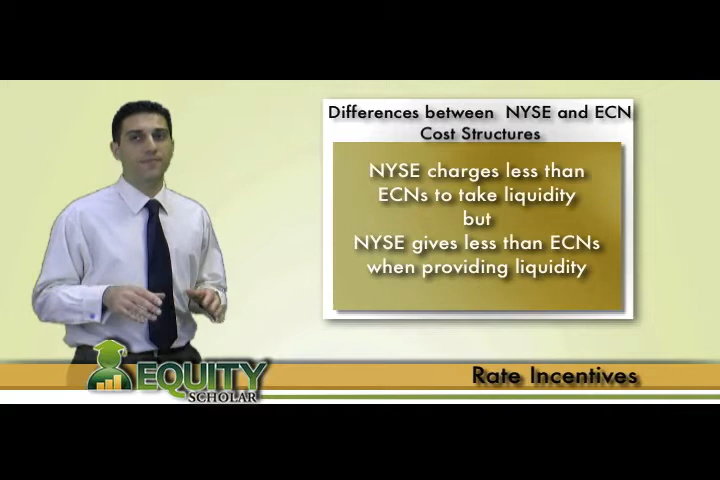 Differences between NYSE and ECN
Cost Structures
NYSE charges less than
ECNs to take liquidity
but
NYSE gives less than ECNs
when providing liquidity
EQUITY
SCHOLAR
Rate Incentives